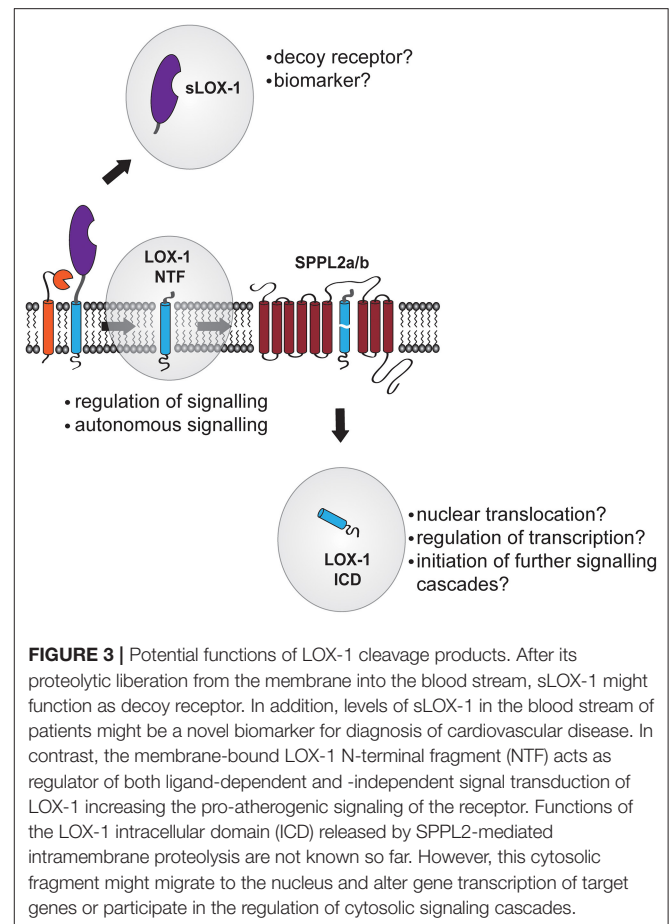 • decoy receptor?
• biomarker?
sLOX-1
LOX-1
NTF
SPPL2a/b
• regulation of signalling
• autonomous signalling
LOX-1
ICD
• nuclear translocation?
• regulation of transcription?
• initiation of further signalling
cascades?
FIGURE 3 | Potential functions of LOX-1 cleavage products. After its
proteolytic liberation from the membrane into the blood stream, sLOX-1 might
function as decoy receptor. In addition, levels of sLOX-1 in the blood stream of
patients might be a novel biomarker for diagnosis of cardiovascular disease. In
contrast, the membrane-bound LOX-1 N-terminal fragment (NTF) acts as
regulator of both ligand-dependent and -independent signal transduction of
LOX-1 increasing the pro-atherogenic signaling of the receptor. Functions of
the LOX-1 intracellular domain (ICD) released by SPPL2-mediated
intramembrane proteolysis are not known so far. However, this cytosolic
fragment might migrate to the nucleus and alter gene transcription of target
genes or participate in the regulation of cytosolic signaling cascades.